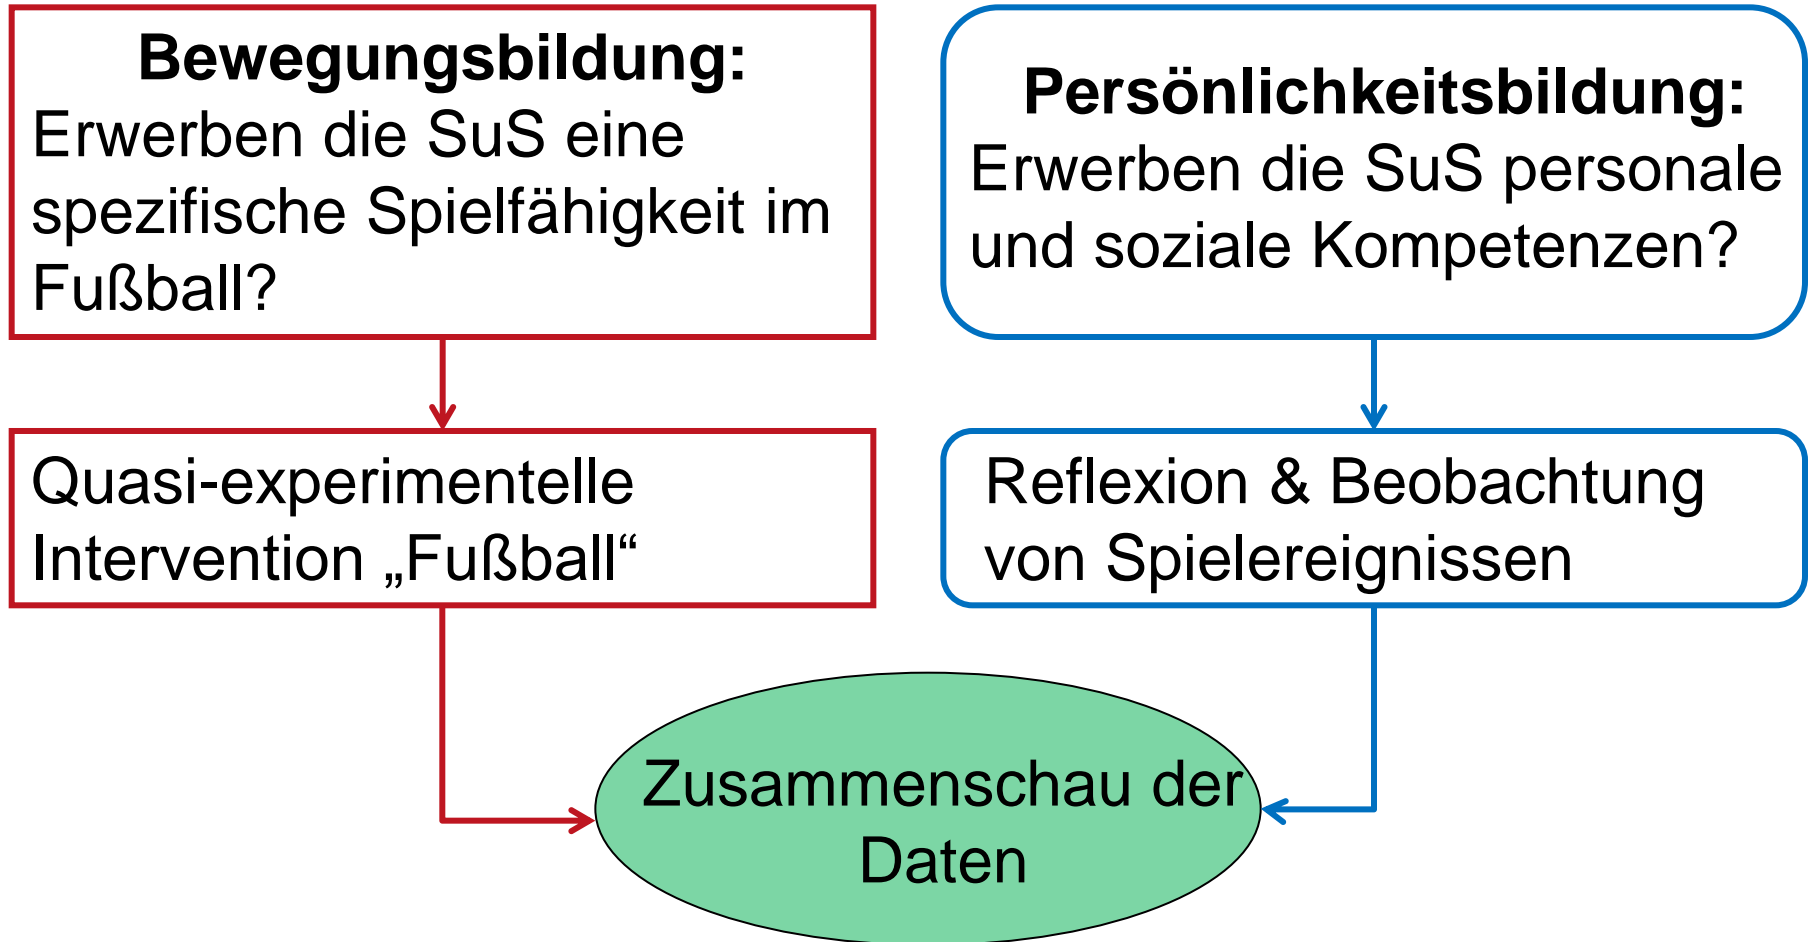 Bewegungsbildung:
Erwerben die SuS eine
spezifische Spielfähigkeit im
Fußball?
Persönlichkeitsbildung:
Erwerben die SuS personale
und soziale Kompetenzen?
Quasi-experimentelle
Intervention „Fußball“
Reflexion & Beobachtung
von Spielereignissen
Zusammenschau der
Daten